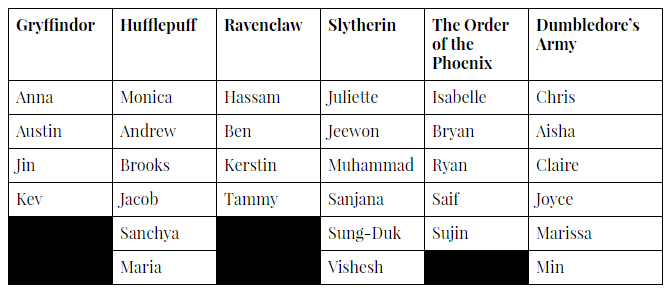 Gryffindor Hufflepuff Ravenclaw Slytherin The Order of the Phoenix Dumbledore's Army
Anna Monica Hassam Juliette Isabelle Chris
Austin Andrew Ben Jeewon Bryan Aisha
Jin Brooks Kerstin Muhammad Ryan Claire
Kev Jacob Tammy Sanjana Saif Joyce
Sanchya Sung-Duk Sujin Marissa
Maria Vishesh Min